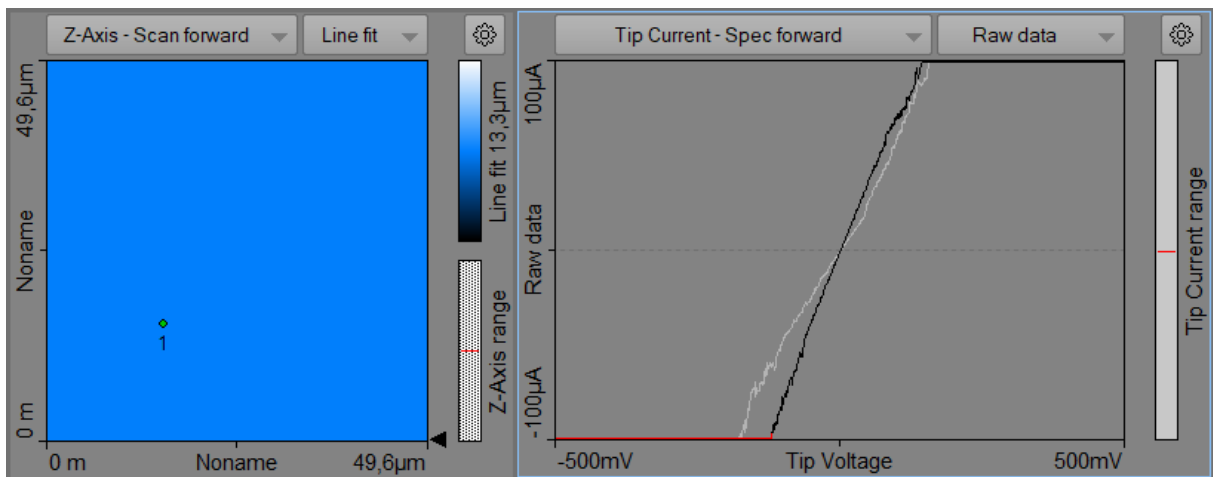 Z-Axis - Scan forward
Line fit
49,6µm
Noname
0 m
1
0 m
Noname
49,6µm
Line fit 13,3µm
Z-Axis range
Tip Current - Spec forward
Raw data
100µA
Raw data
-100µA
-500mV
Tip Voltage
500mV
Tip Current range